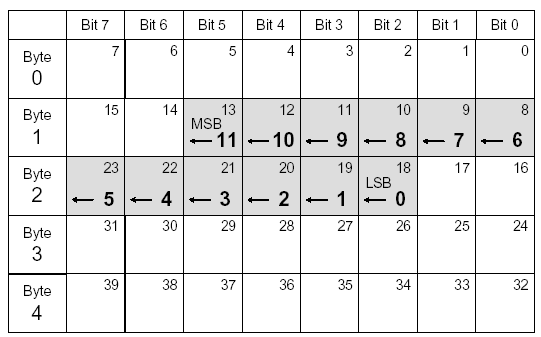 Bit 7 Bit 6 Bit 5 Bit 4 Bit 3 Bit 2 Bit 1 Bit 0
Byte 0 7 6 5 4 3 2 1 0
Byte 1 15 14 13 12 11 10 9 8
MSB
11 10 9 8 7 6
Byte 2 23 22 21 20 19 18 17 16
LSB
5 4 3 2 1 0
Byte 3 31 30 29 28 27 26 25 24
Byte 4 39 38 37 36 35 34 33 32